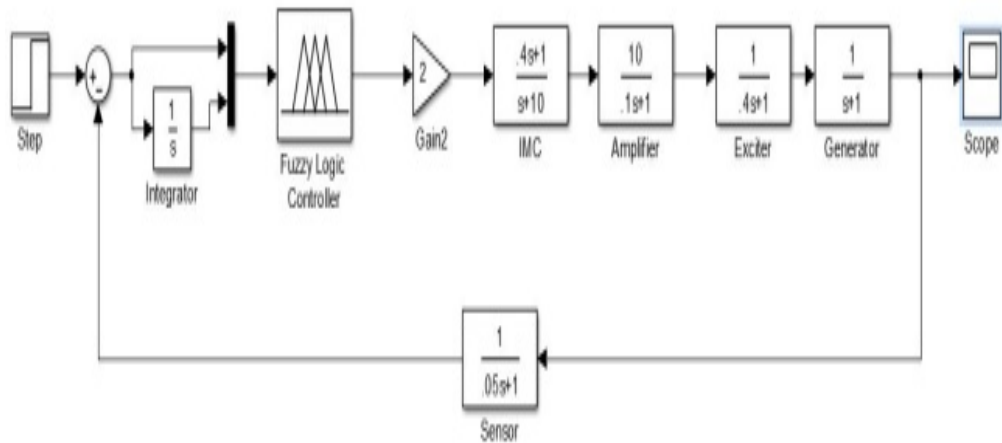 Step
+
-
1
s
Integrator
Fuzzy Logic
Controller
2
Gain2
.4s+1
s+10
IMC
10
.1s+1
Amplifier
1
.4s+1
Exciter
1
s+1
Generator
Scope
1
.05s+1
Sensor